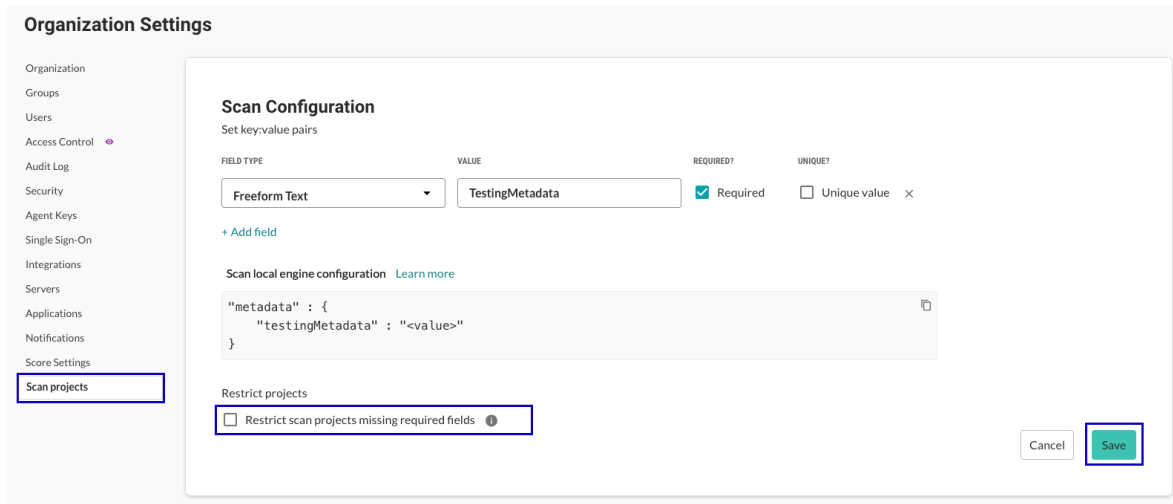 Organization Settings
Organization
Groups
Users
Access Control
Audit Log
Security
Agent Keys
Single Sign-On
Integrations
Servers
Applications
Notifications
Score Settings
Scan projects
Scan Configuration
Set key:value pairs
FIELD TYPE VALUE REQUIRED? UNIQUE?
Freeform Text TestingMetadata Required Unique value
+ Add field
Scan local engine configuration Learn more
"metadata" : {
"testingMetadata" : "<value>"
}
Restrict projects
Restrict scan projects missing required fields
Cancel Save